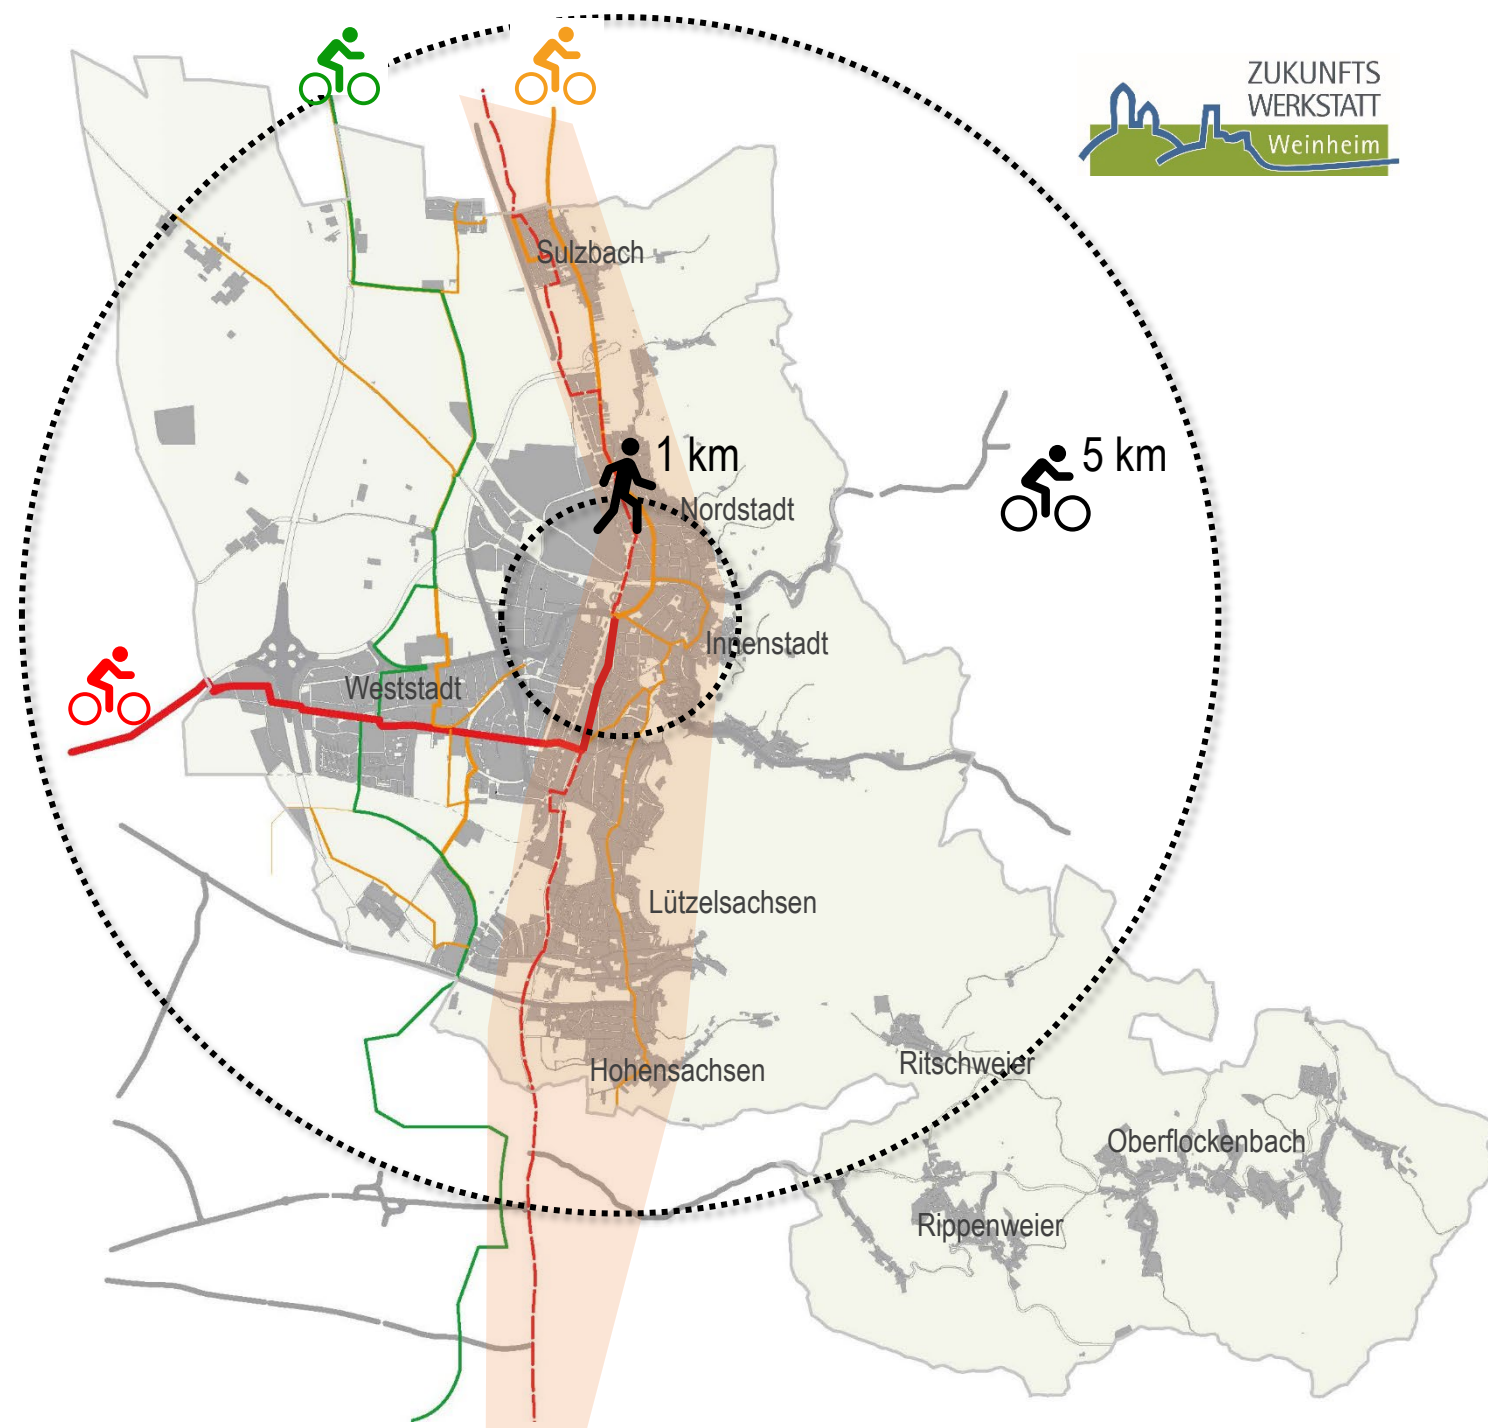 ZUKUNFTS
WERKSTATT
Weinheim
Sulzbach
1 km
5 km
Nordstadt
Innenstadt
Weststadt
Lützelsachsen
Hohensachsen
Ritschweier
Oberflockenbach
Rippenweier